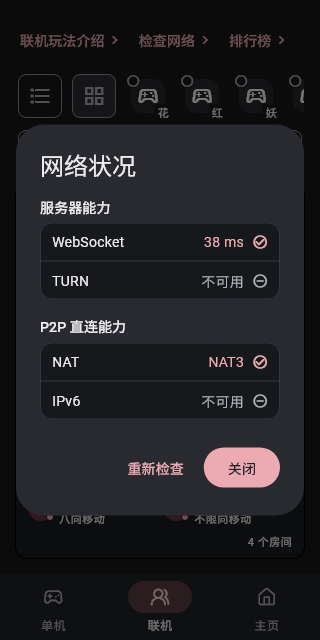 联机玩法介绍 检查网络 排行榜
花 红 妖
网络状况
服务器能力
WebSocket 38 ms
TURN 不可用
P2P 直连能力
NAT NAT3
IPv6 不可用
重新检查 关闭
八向移动 不限向移动
4 个房间
单机 联机 主页